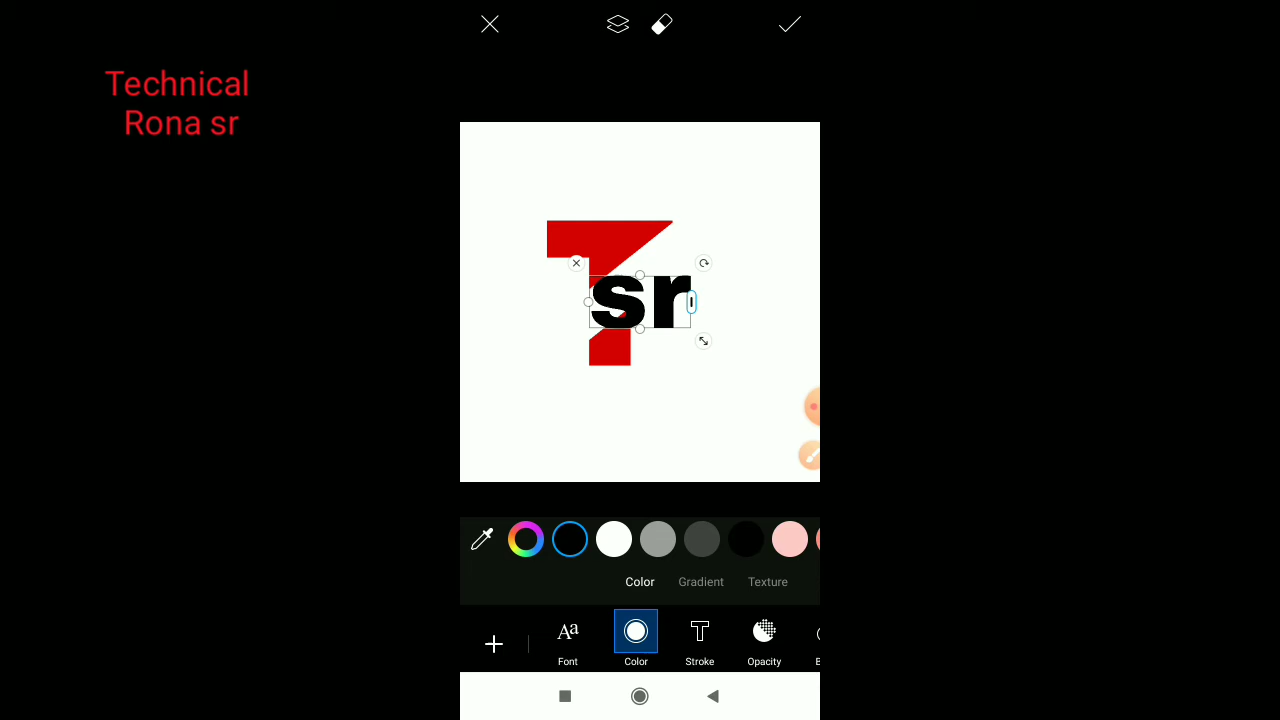 Technical
Rona sr
sr
Color Gradient Texture
Font Color Stroke Opacity